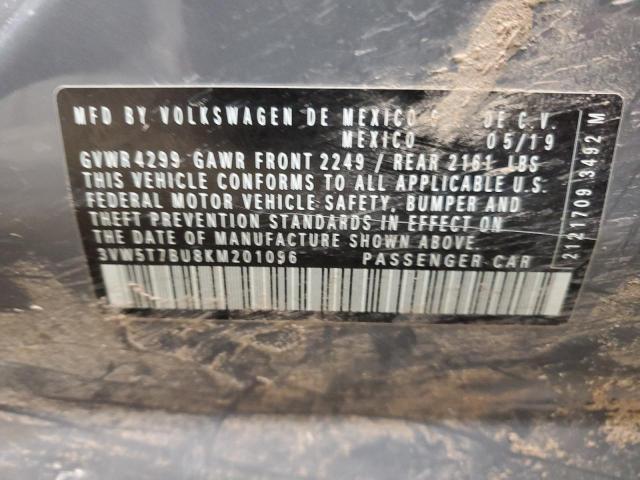 MFD BY VOLKSWAGEN DE MEXICO DE C.V.
MEXICO 05/19
GVWR 4299 GAWR FRONT 2249 / REAR 2161 LBS
THIS VEHICLE CONFORMS TO ALL APPLICABLE U.S.
FEDERAL MOTOR VEHICLE SAFETY, BUMPER AND
THEFT PREVENTION STANDARDS IN EFFECT ON
THE DATE OF MANUFACTURE SHOWN ABOVE.
3VW5T7BU8KM201096 PASSENGER CAR
2121709.3492 M